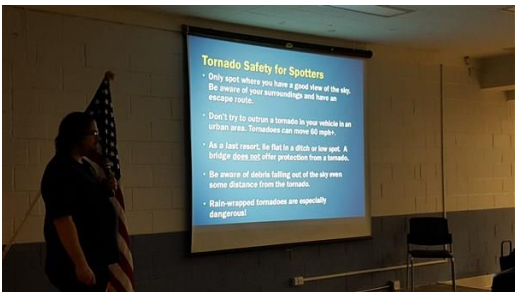 Tornado Safety for Spotters
• Only spot where you have a good view of the sky,
Be aware of your surroundings and have an
escape route.
• Don't try to outrun a tornado in your vehicle in an
urban area. Tornadoes can move 60 mph+.
• As a last resort, lie flat in a ditch or low spot. A
bridge does not offer protection from a tornado.
• Be aware of debris falling out of the sky even
some distance from the tornado.
• Rain-wrapped tornadoes are especially
dangerous!